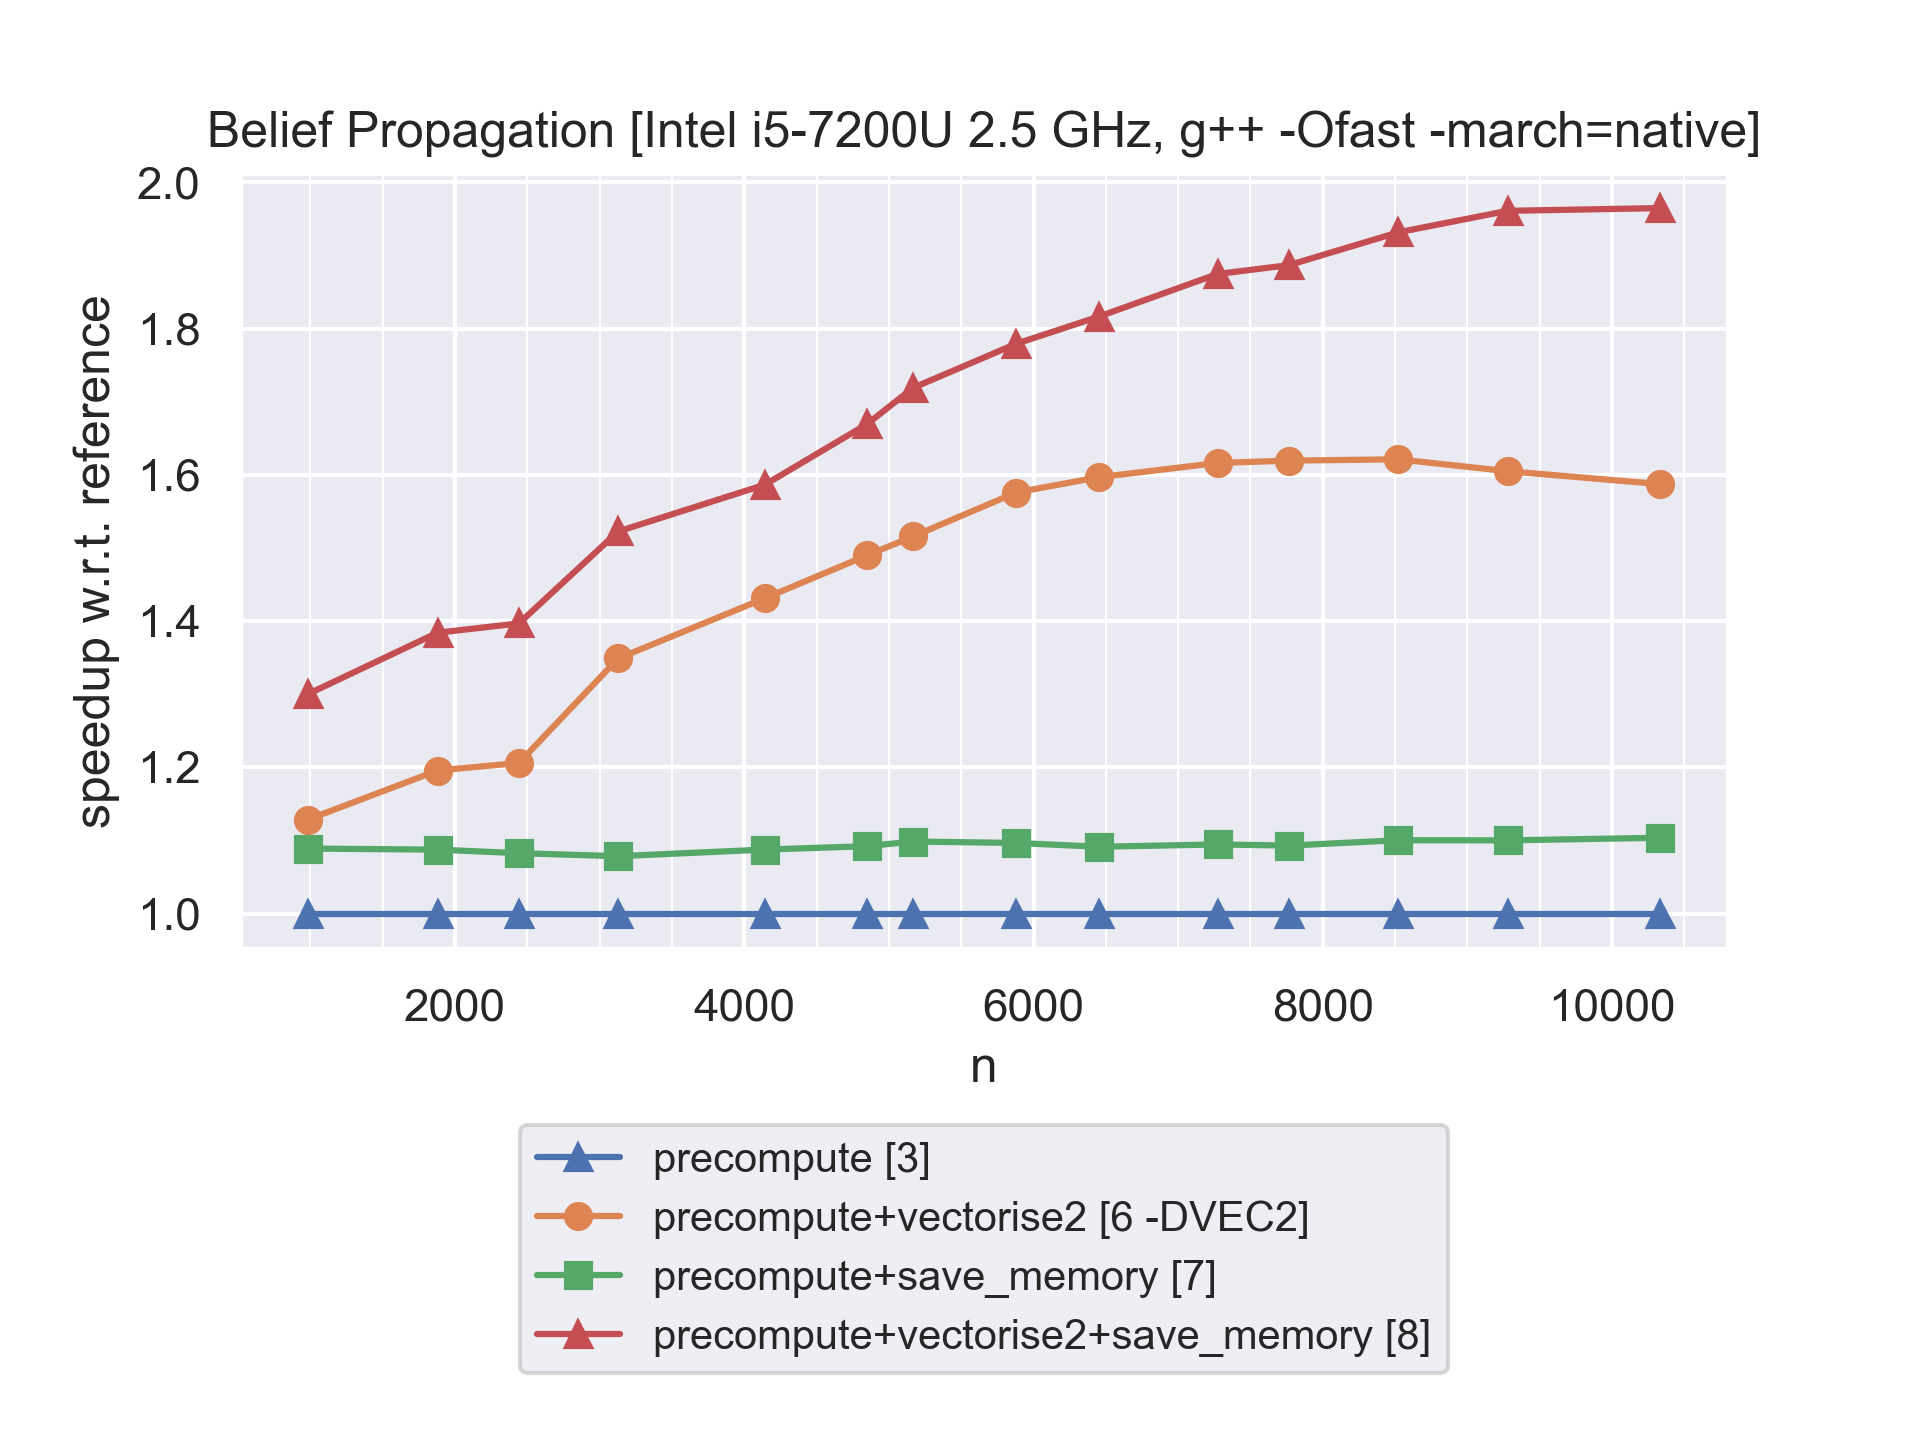 Belief Propagation [Intel i5-7200U 2.5 GHz, g++ -Ofast -march=native]
2.0
1.8
1.6
1.4
1.2
1.0
speedup w.r.t. reference
2000 4000 6000 8000 10000
n
precompute [3]
precompute+vectorise2 [6 -DVEC2]
precompute+save_memory [7]
precompute+vectorise2+save_memory [8]